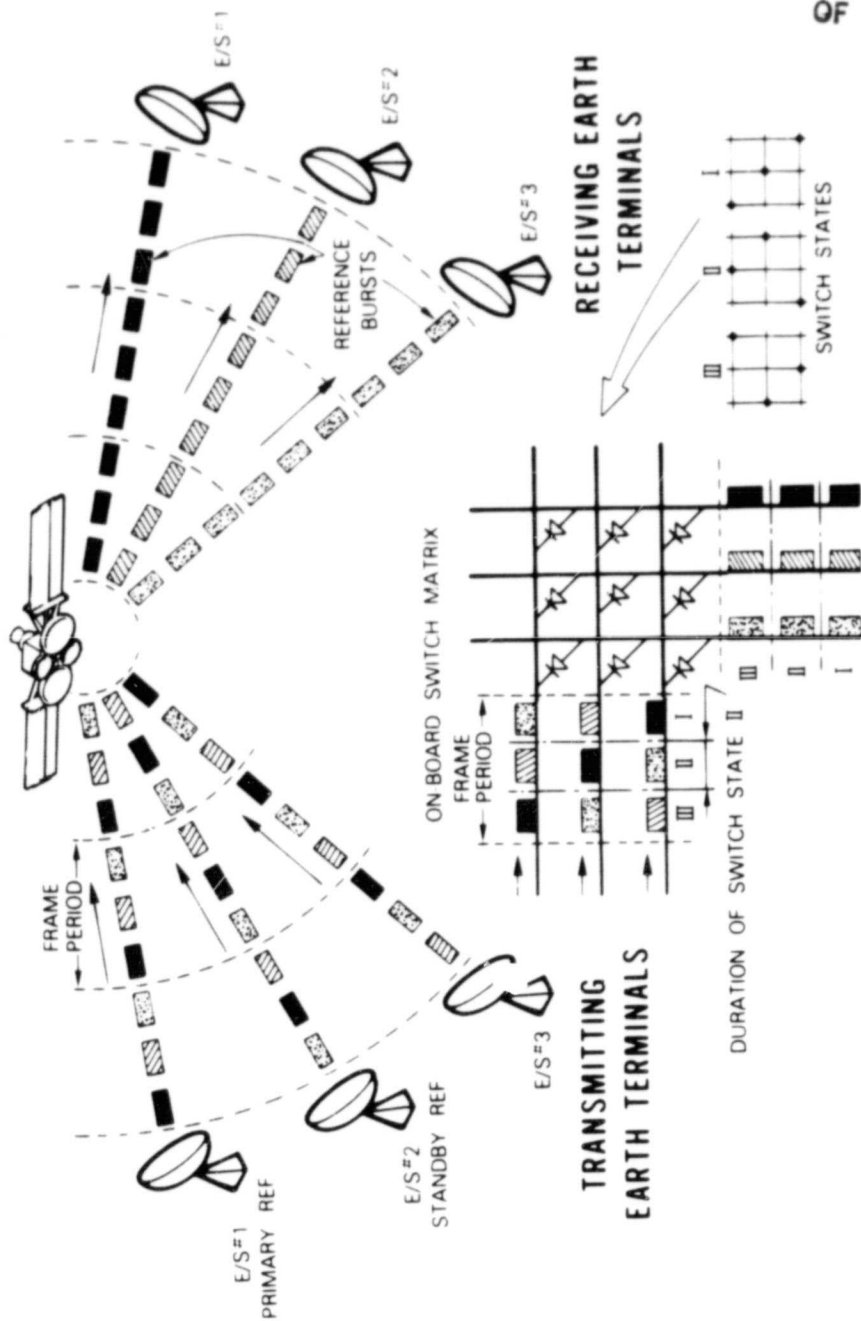 QF
E/S#1
E/S#2
E/S#3
FRAME
PERIOD
REFERENCE
BURSTS
E/S#1
PRIMARY REF
E/S#2
STANDBY REF
E/S#3
TRANSMITTING
EARTH TERMINALS
RECEIVING EARTH
TERMINALS
ON-BOARD SWITCH MATRIX
FRAME
PERIOD
III II I
DURATION OF SWITCH STATE II
III
II
I
III II I
SWITCH STATES